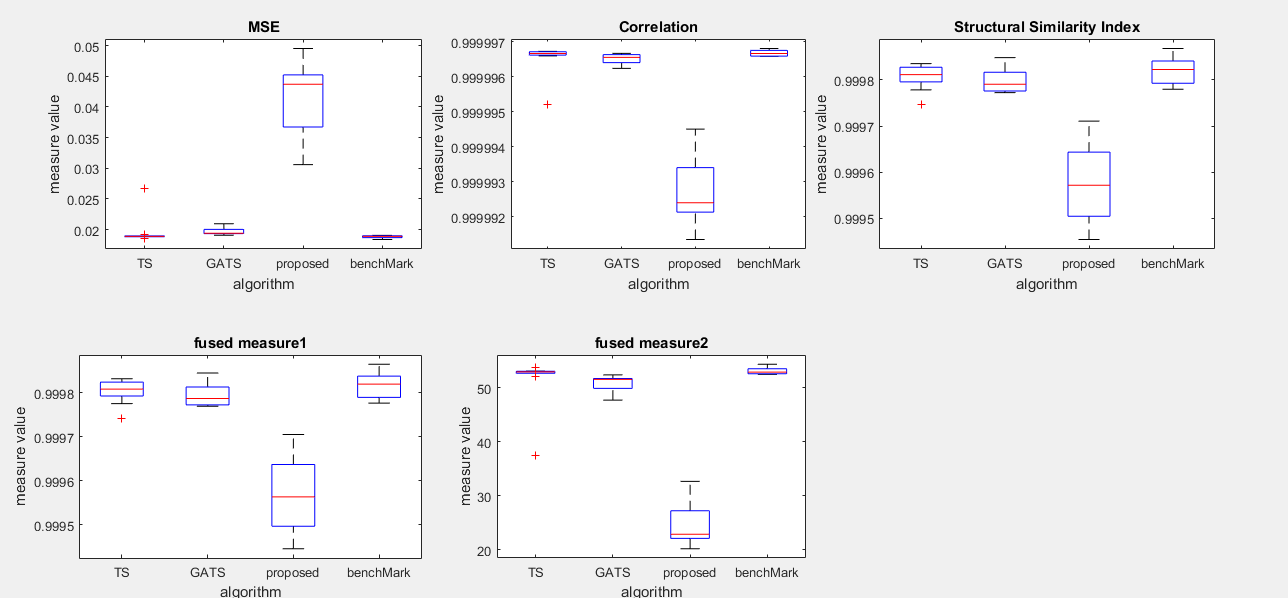 MSE
0.05
0.045
0.04
0.035
0.03
0.025
0.02
measure value
TS GATS proposed benchMark
algorithm
Correlation
0.999997
0.999996
0.999995
0.999994
0.999993
0.999992
measure value
TS GATS proposed benchMark
algorithm
Structural Similarity Index
0.9998
0.9997
0.9996
0.9995
measure value
TS GATS proposed benchMark
algorithm
fused measure1
0.9998
0.9997
0.9996
0.9995
measure value
TS GATS proposed benchMark
algorithm
fused measure2
50
40
30
20
measure value
TS GATS proposed benchMark
algorithm